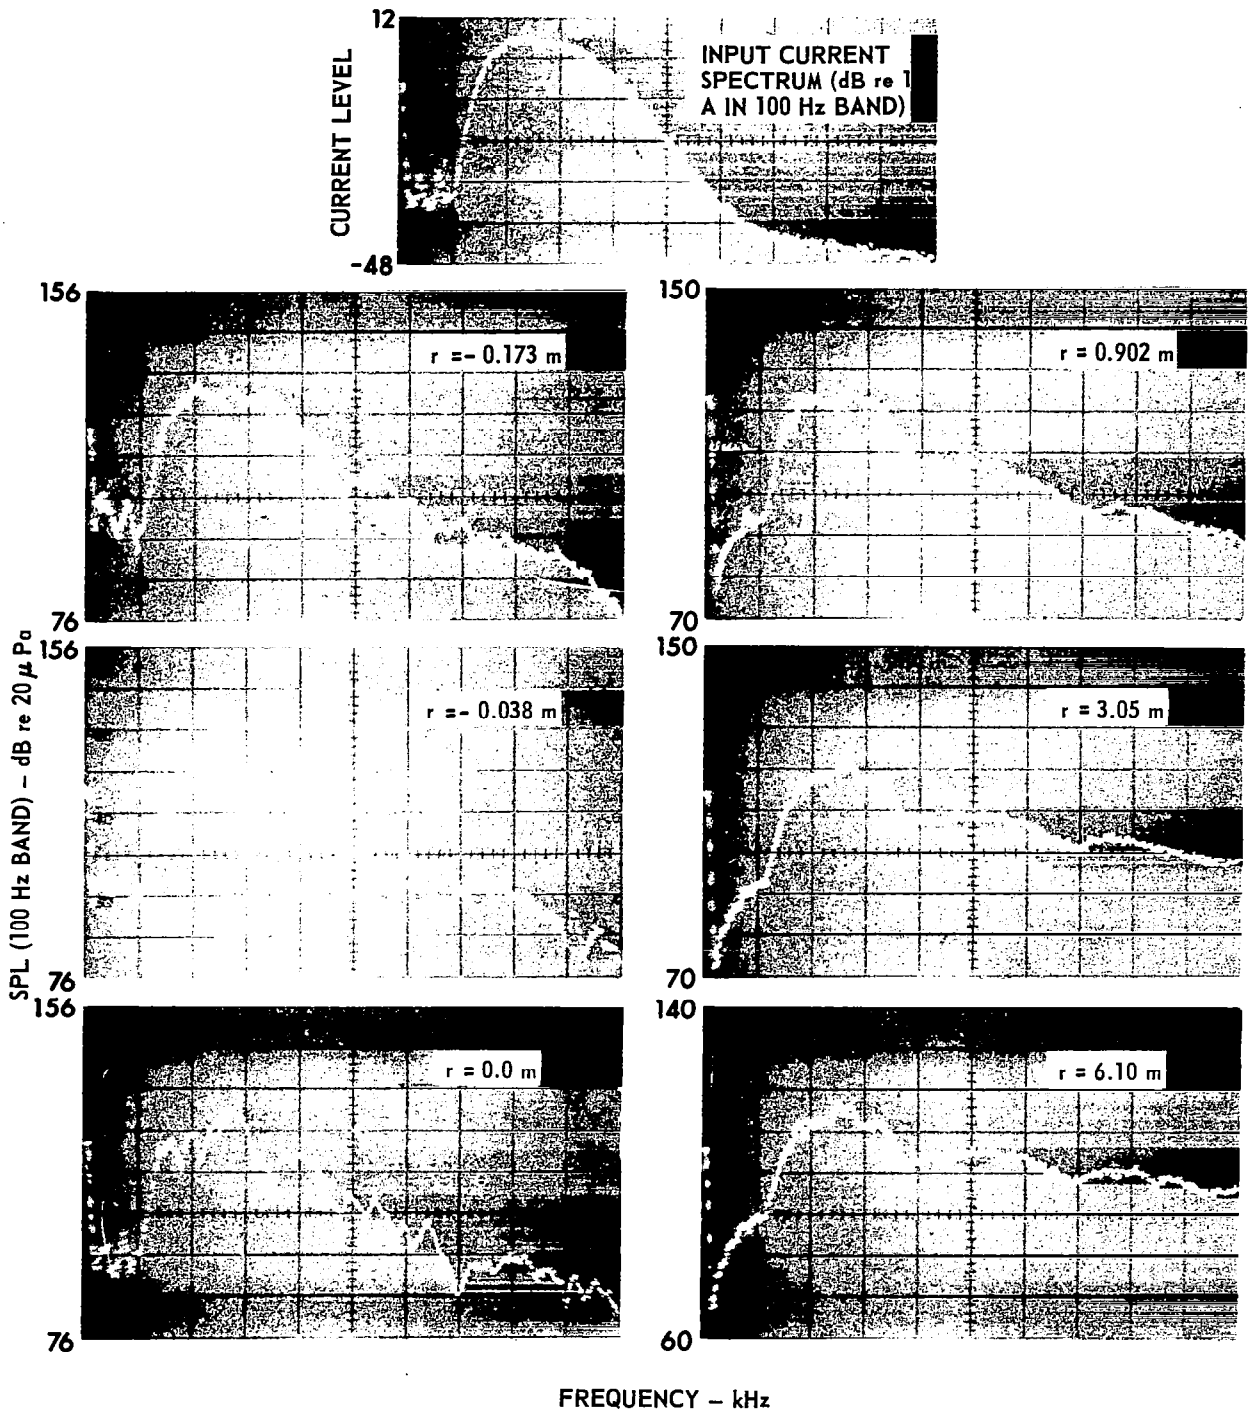 12
CURRENT LEVEL
-48
INPUT CURRENT
SPECTRUM (dB re 1
A IN 100 Hz BAND)
156
r = - 0.173 m
76
150
r = 0.902 m
70
SPL (100 Hz BAND) – dB re 20 μ Pa
156
r = - 0.038 m
76
150
r = 3.05 m
70
156
r = 0.0 m
76
140
r = 6.10 m
60
FREQUENCY – kHz